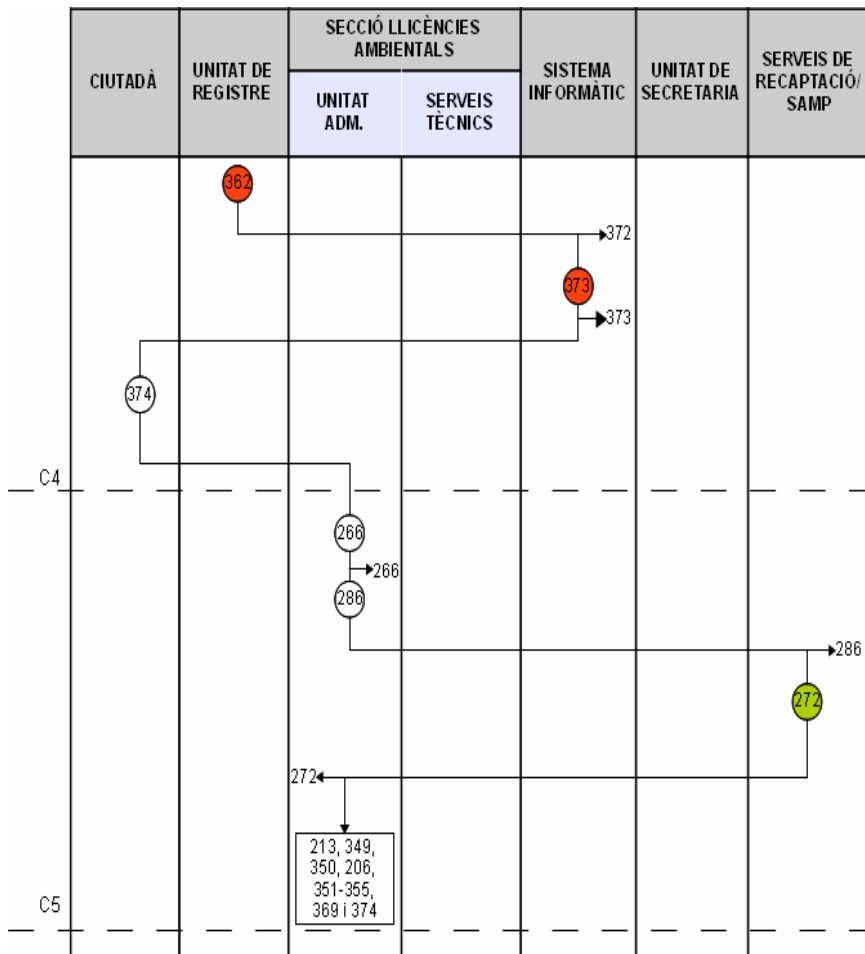 CIUTADÀ
UNITAT DE
REGISTRE
SECCIÓ LLICÈNCIES
AMBIENTALS
UNITAT
ADM.
SERVEIS
TÈCNICS
SISTEMA
INFORMÀTIC
UNITAT DE
SECRETARIA
SERVEIS DE
RECAPTACIÓ/
SAMP
362
372
373
373
374
C4
266
266
286
286
272
272
213, 349,
350, 206,
351-355,
369 i 374
C5